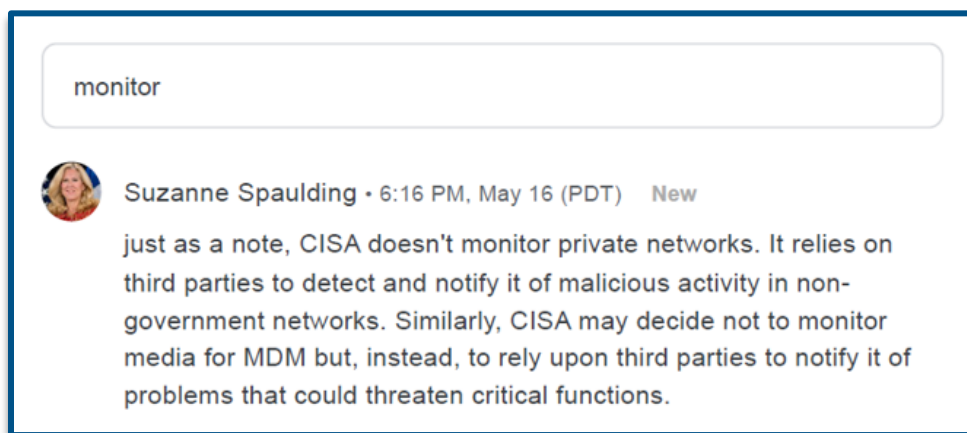 monitor
Suzanne Spaulding • 6:16 PM, May 16 (PDT) New
just as a note, CISA doesn't monitor private networks. It relies on
third parties to detect and notify it of malicious activity in non-
government networks. Similarly, CISA may decide not to monitor
media for MDM but, instead, to rely upon third parties to notify it of
problems that could threaten critical functions.